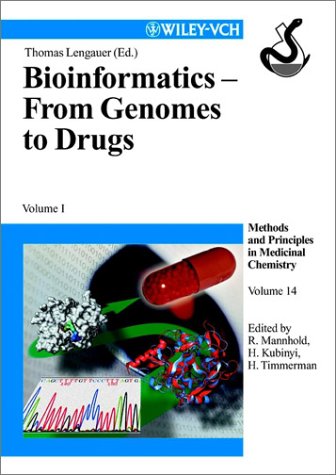 WILEY-VCH
Thomas Lengauer (Ed.)
Bioinformatics –
From Genomes
to Drugs
Volume I
Methods
and Principles
in Medicinal
Chemistry
Volume 14
Edited by
R. Mannhold,
H. Kubinyi,
H. Timmerman